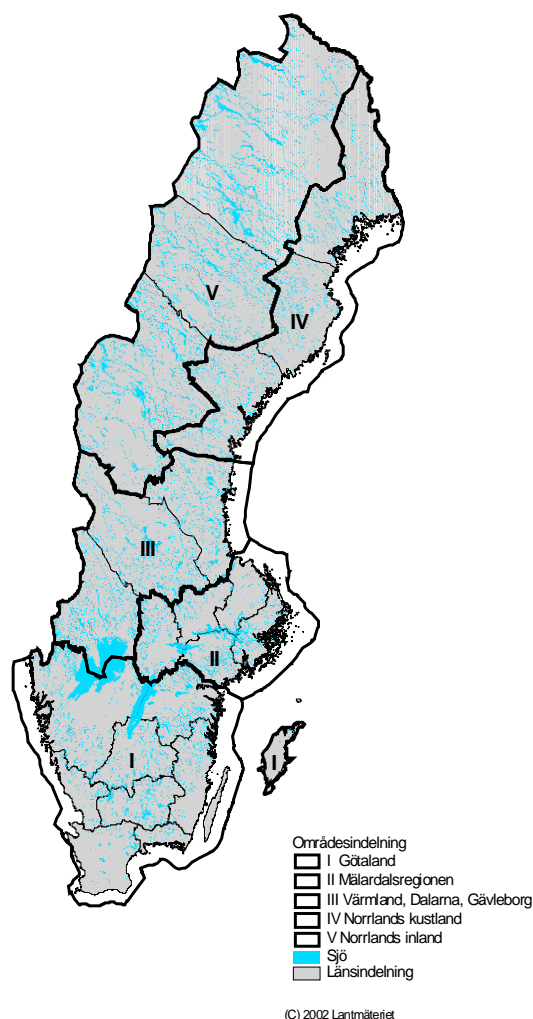 V
IV
III
II
I
I
Områdesindelning
I Götaland
II Mälardalsregionen
III Värmland, Dalarna, Gävleborg
IV Norrlands kustland
V Norrlands inland
Sjö
Länsindelning
(C) 2002 Lantmäteriet